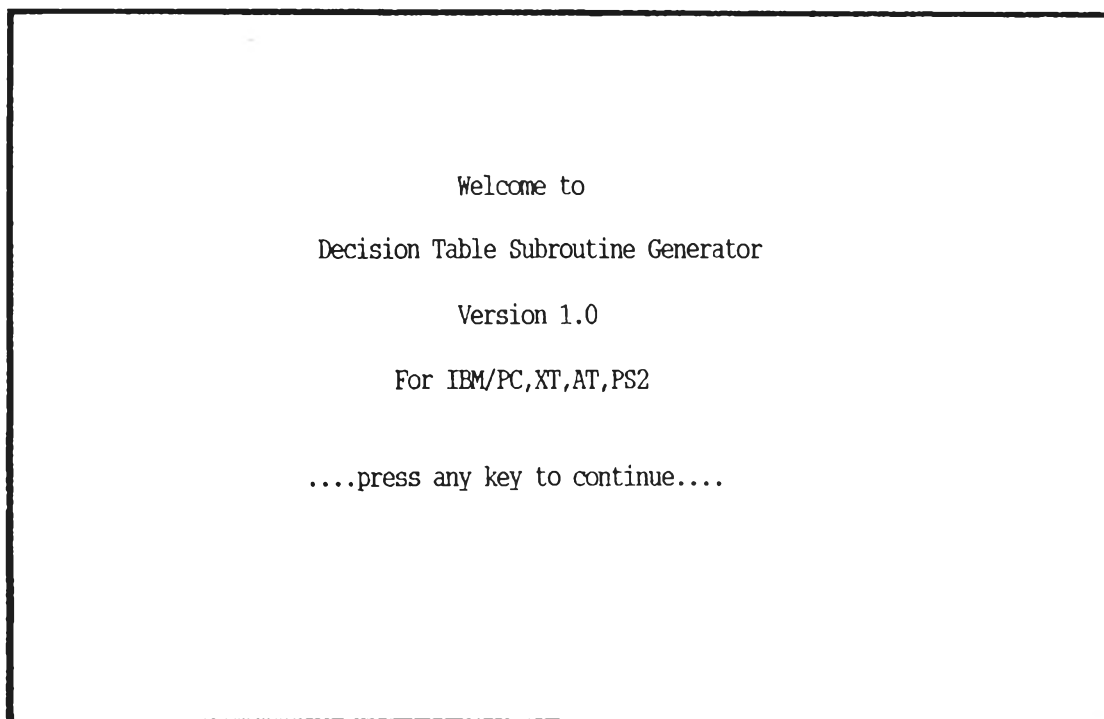 Welcome to
Decision Table Subroutine Generator
Version 1.0
For IBM/PC,XT,AT,PS2
....press any key to continue....